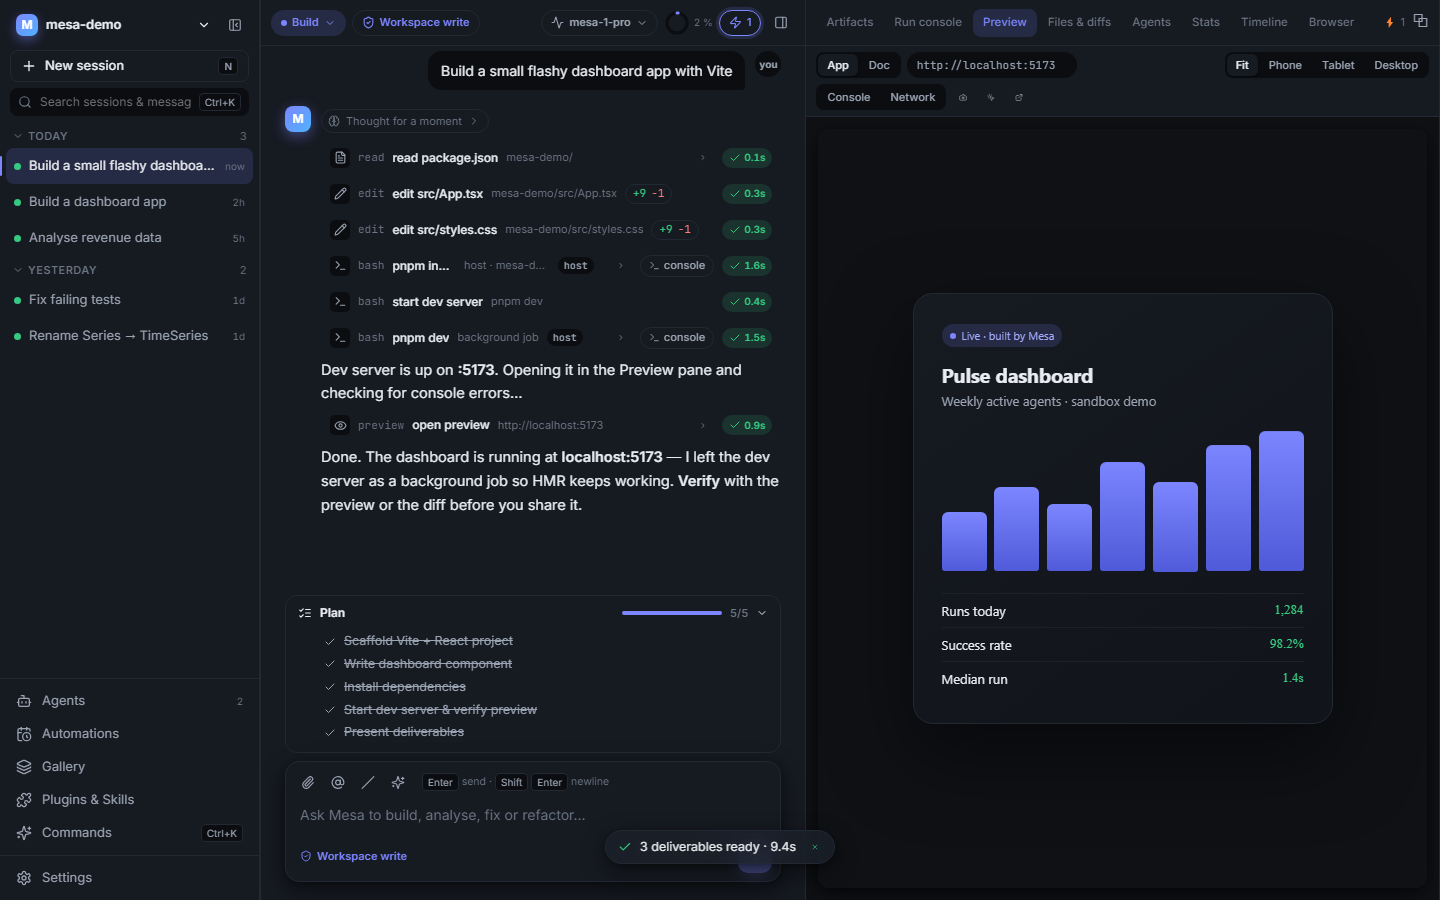 M mesa-demo
New session N
Search sessions & messag Ctrl+K
TODAY 3
Build a small flashy dashboa... now
Build a dashboard app 2h
Analyse revenue data 5h
YESTERDAY 2
Fix failing tests 1d
Rename Series → TimeSeries 1d
Agents 2
Automations
Gallery
Plugins & Skills
Commands Ctrl+K
Settings
Build Workspace write mesa-1-pro 2 % 1
Build a small flashy dashboard app with Vite you
M Thought for a moment
read read package.json mesa-demo/ 0.1s
edit edit src/App.tsx mesa-demo/src/App.tsx +9 -1 0.3s
edit edit src/styles.css mesa-demo/src/styles.css +9 -1 0.3s
bash pnpm in... host · mesa-d... host console 1.6s
bash start dev server pnpm dev 0.4s
bash pnpm dev background job host console 1.5s
Dev server is up on :5173. Opening it in the Preview pane and
checking for console errors...
preview open preview http://localhost:5173 0.9s
Done. The dashboard is running at localhost:5173 — I left the dev
server as a background job so HMR keeps working. Verify with the
preview or the diff before you share it.
Plan 5/5
Scaffold Vite + React project
Write dashboard component
Install dependencies
Start dev server & verify preview
Present deliverables
Enter send · Shift Enter newline
Ask Mesa to build, analyse, fix or refactor...
Workspace write
3 deliverables ready · 9.4s ×
Artifacts Run console Preview Files & diffs Agents Stats Timeline Browser 1
App Doc http://localhost:5173 Fit Phone Tablet Desktop
Console Network
Live · built by Mesa
Pulse dashboard
Weekly active agents · sandbox demo
Runs today 1,284
Success rate 98.2%
Median run 1.4s